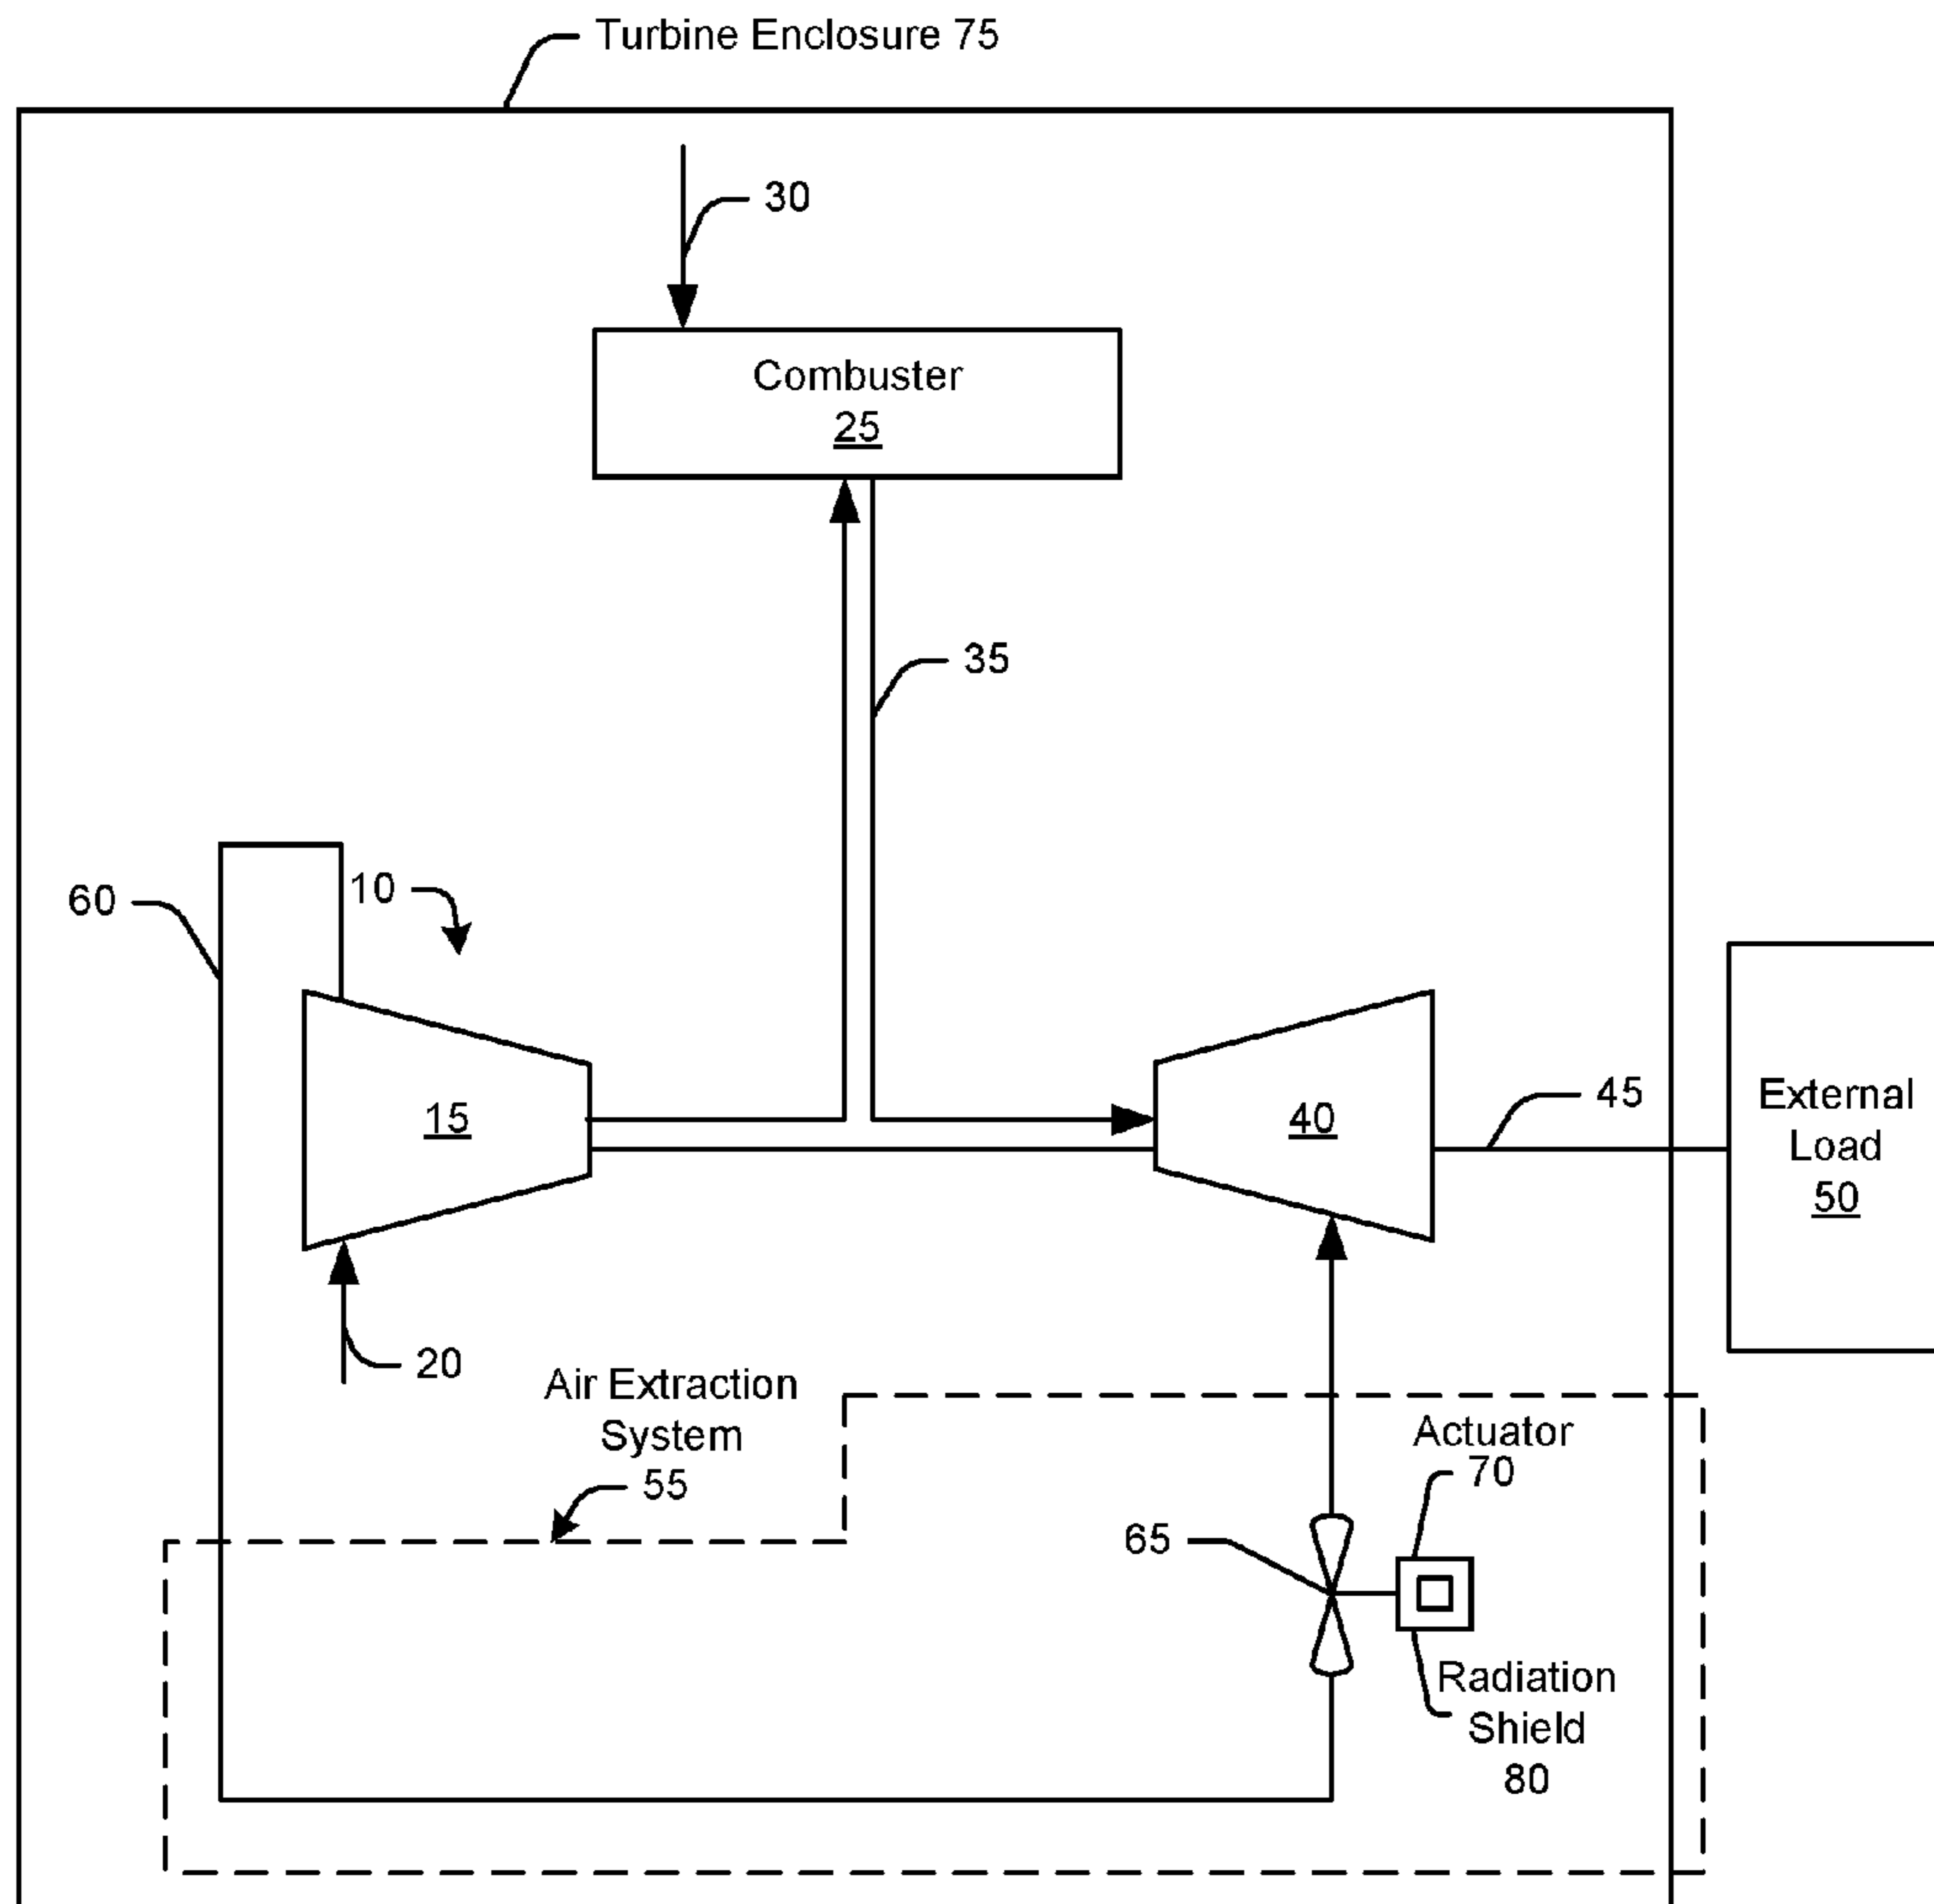 Turbine Enclosure 75
30
Combuster
25
35
10
60
15
40
45
External
Load
50
20
Air Extraction
System
55
Actuator
70
65
Radiation
Shield
80